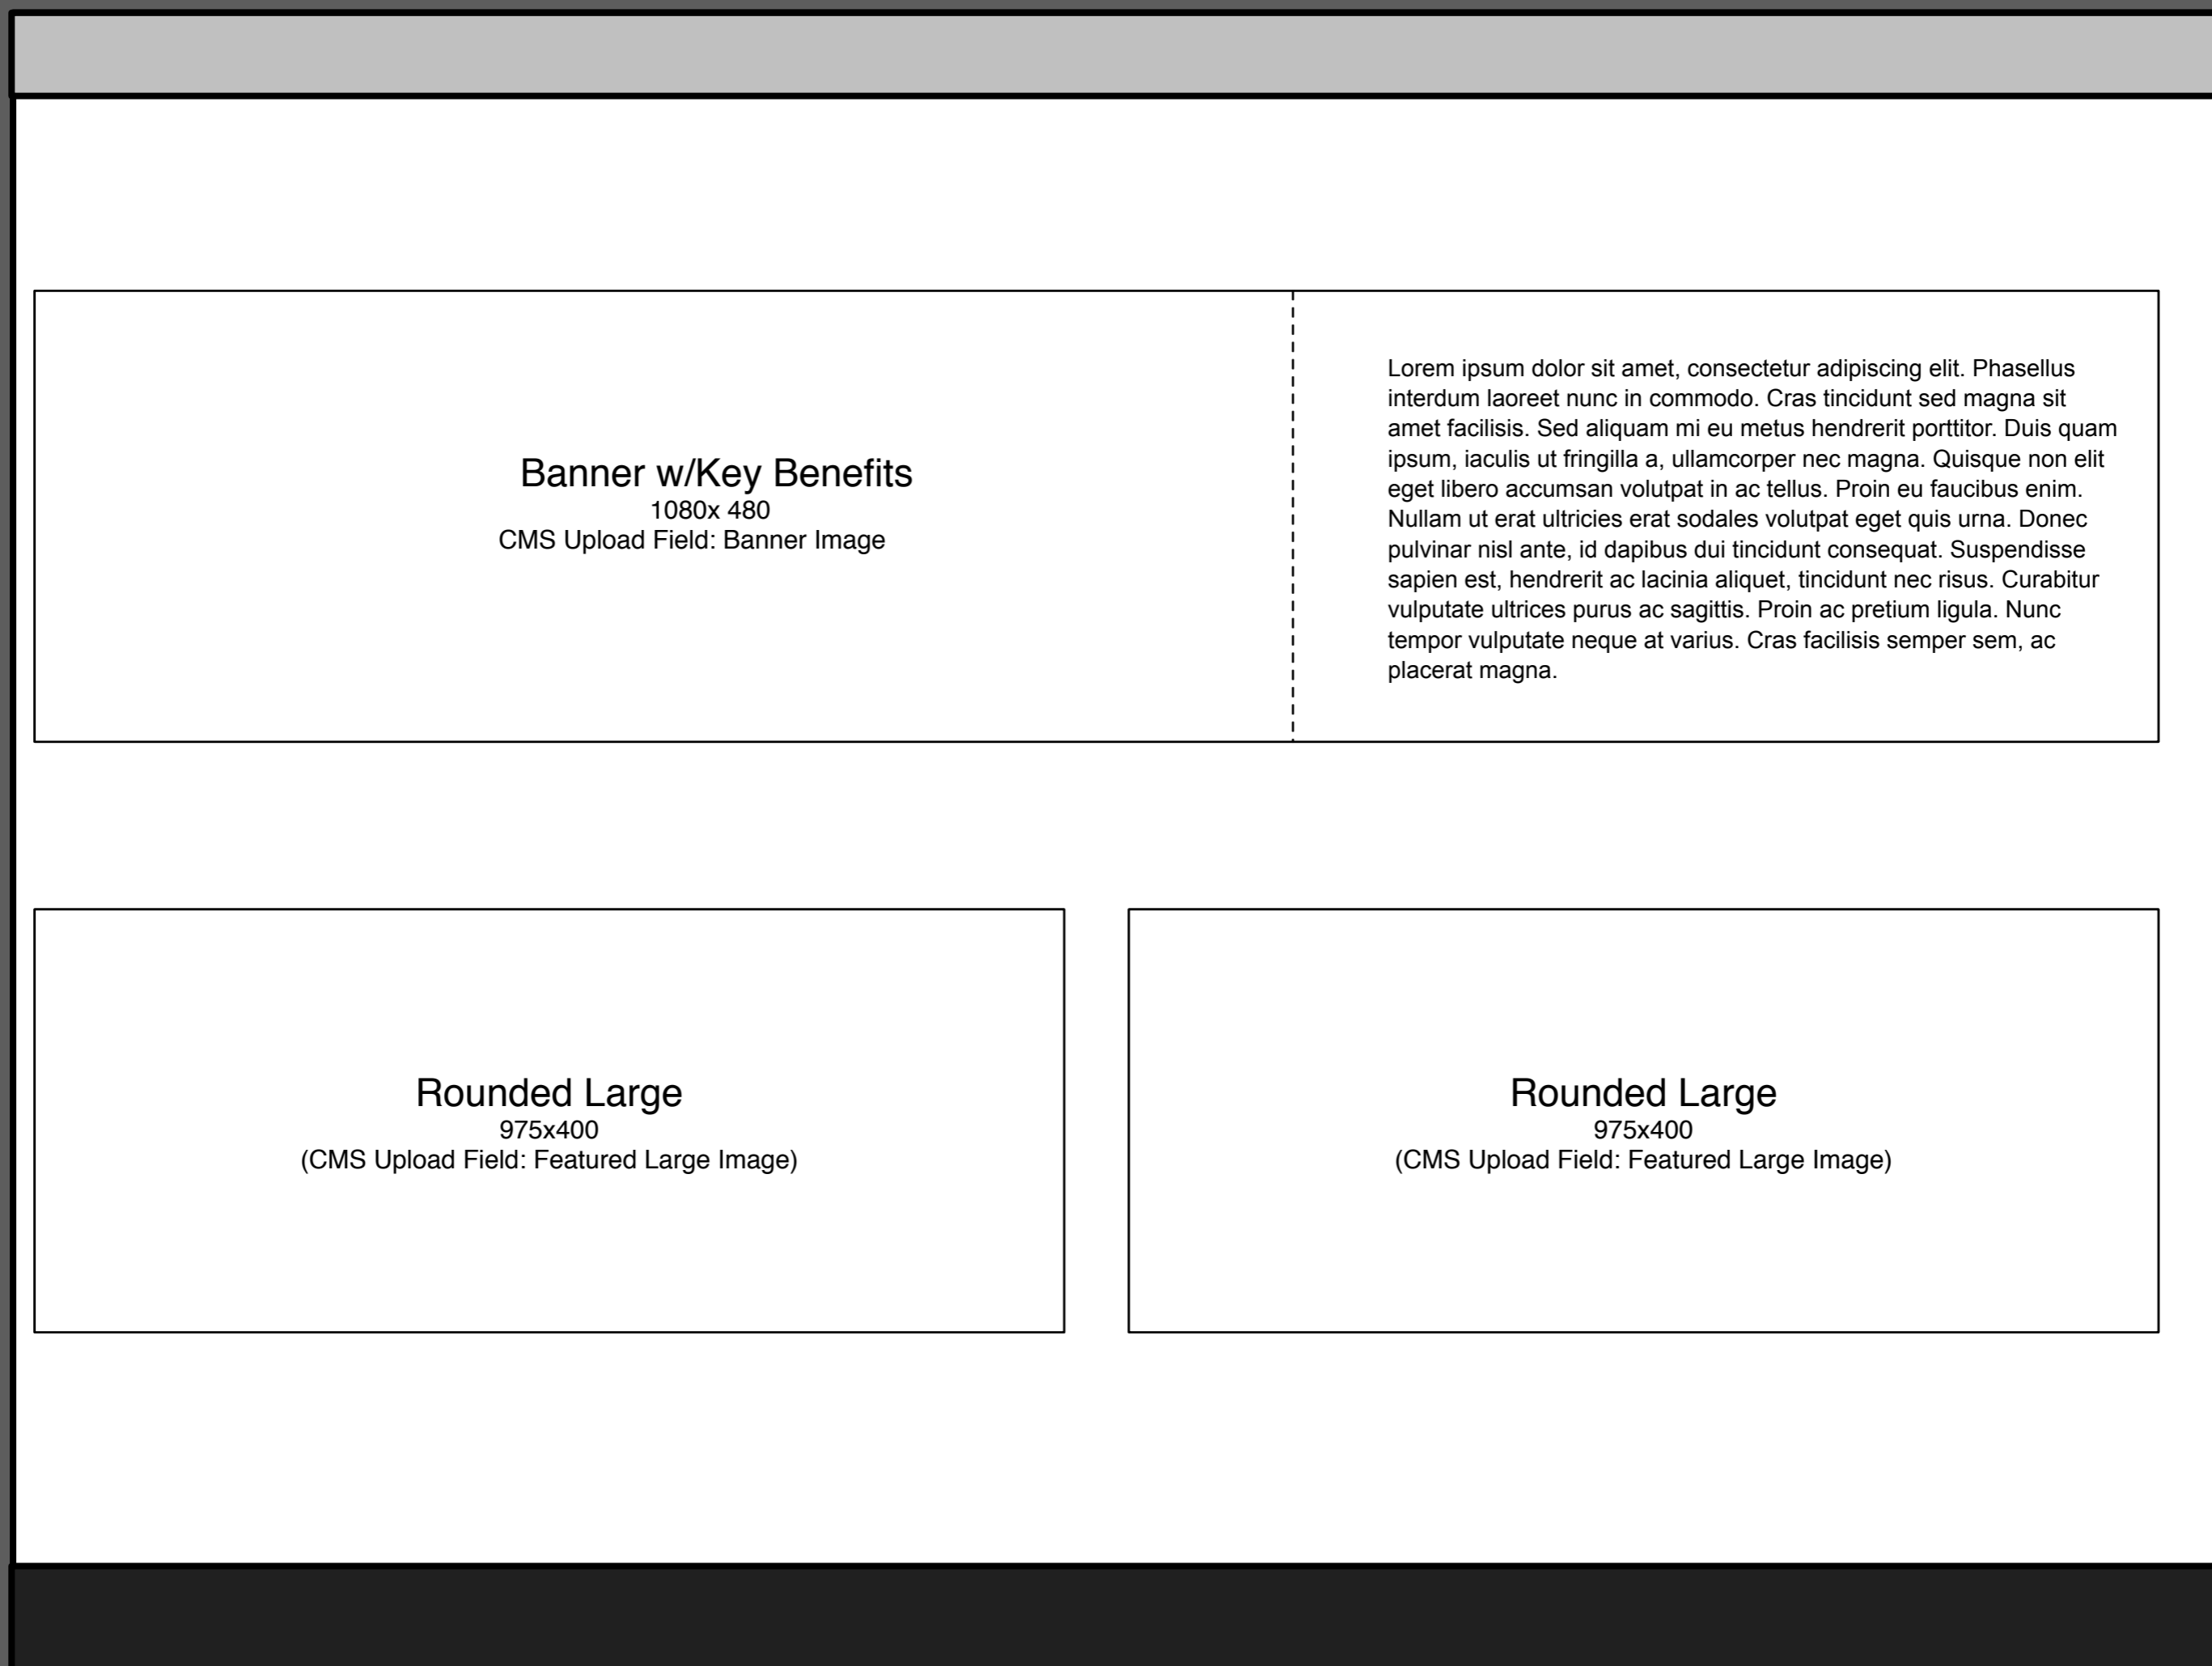 Banner w/Key Benefits
1080x 480
CMS Upload Field: Banner Image
Lorem ipsum dolor sit amet, consectetur adipiscing elit. Phasellus
interdum laoreet nunc in commodo. Cras tincidunt sed magna sit
amet facilisis. Sed aliquam mi eu metus hendrerit porttitor. Duis quam
ipsum, iaculis ut fringilla a, ullamcorper nec magna. Quisque non elit
eget libero accumsan volutpat in ac tellus. Proin eu faucibus enim.
Nullam ut erat ultricies erat sodales volutpat eget quis urna. Donec
pulvinar nisl ante, id dapibus dui tincidunt consequat. Suspendisse
sapien est, hendrerit ac lacinia aliquet, tincidunt nec risus. Curabitur
vulputate ultrices purus ac sagittis. Proin ac pretium ligula. Nunc
tempor vulputate neque at varius. Cras facilisis semper sem, ac
placerat magna.
Rounded Large
975x400
(CMS Upload Field: Featured Large Image)
Rounded Large
975x400
(CMS Upload Field: Featured Large Image)